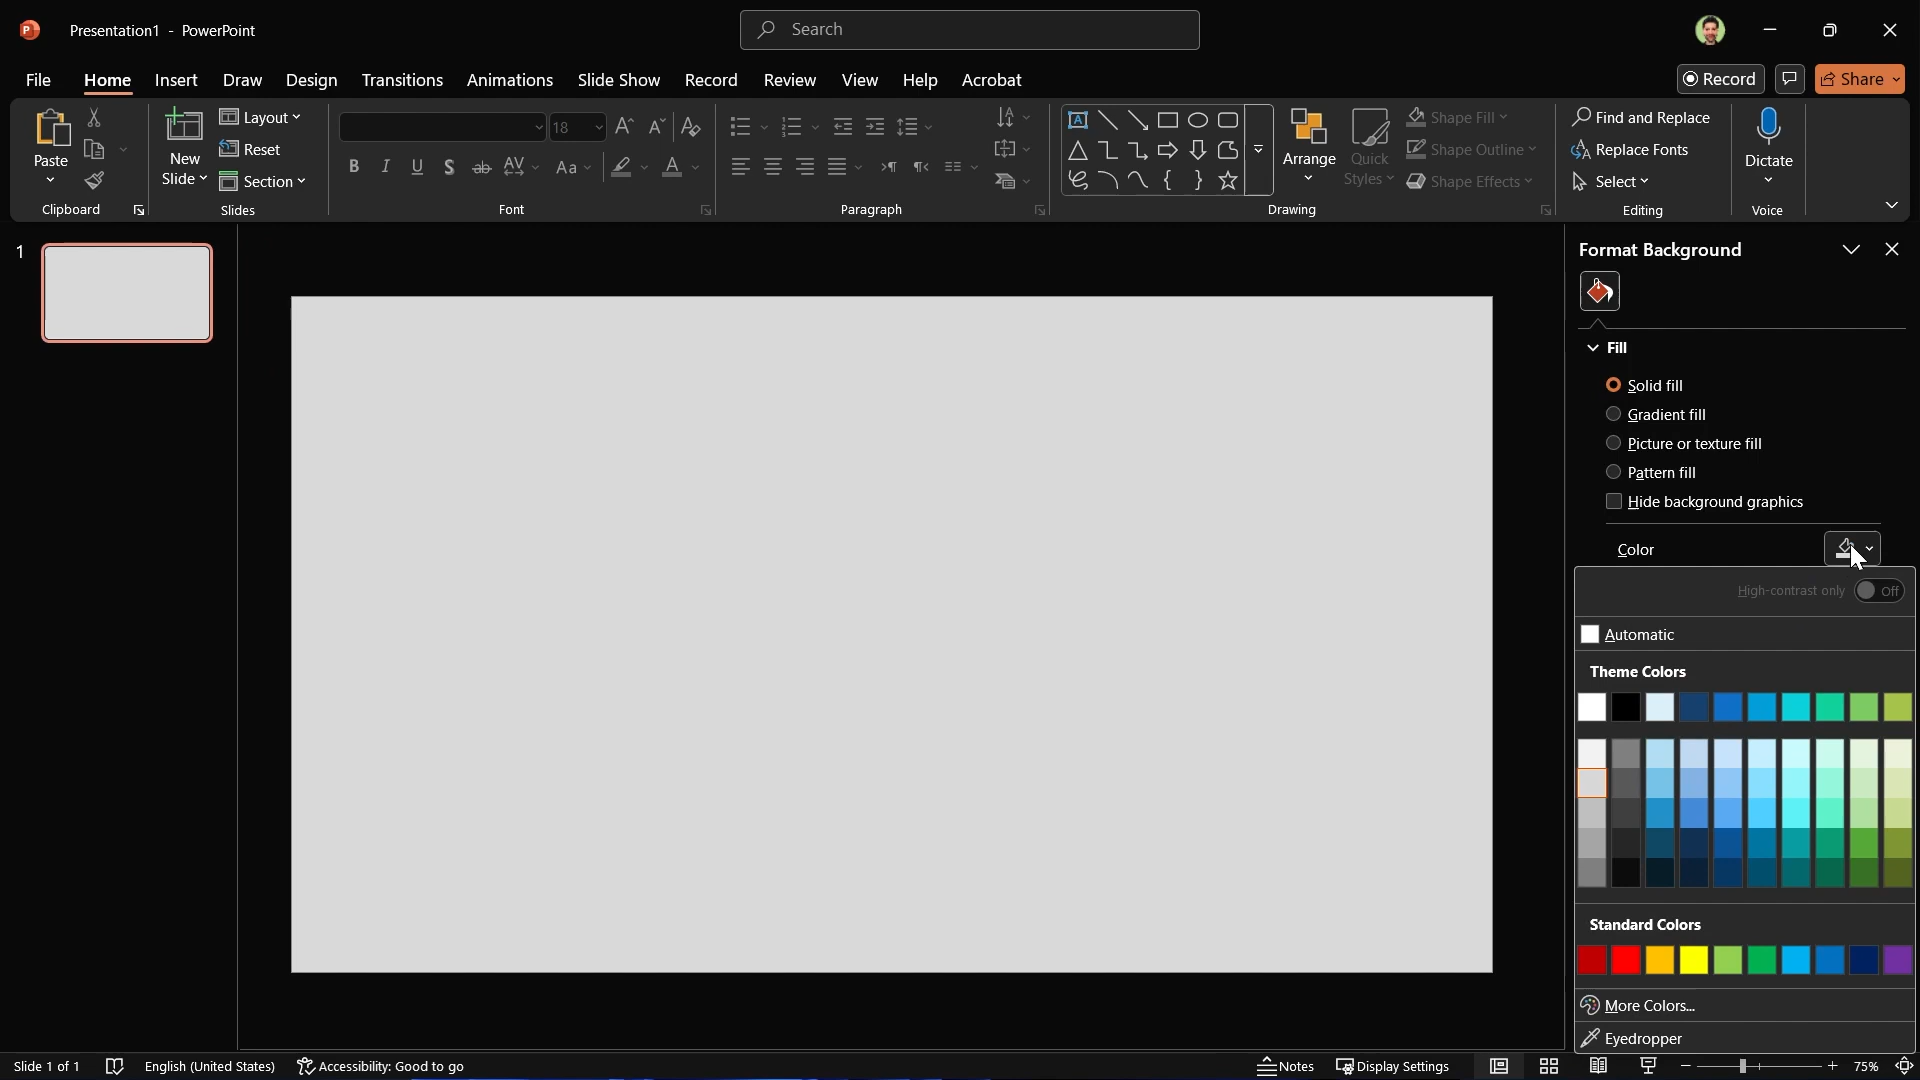 Presentation1 - PowerPoint
Search
File Home Insert Draw Design Transitions Animations Slide Show Record Review View Help Acrobat
Record
Share
Paste
New Slide
Layout
Reset
Section
18
Aa
Arrange
Quick Styles
Shape Fill
Shape Outline
Shape Effects
Find and Replace
Replace Fonts
Select
Dictate
Clipboard
Slides
Font
Paragraph
Drawing
Editing
Voice
1
Format Background
Fill
Solid fill
Gradient fill
Picture or texture fill
Pattern fill
Hide background graphics
Color
High-contrast only Off
Automatic
Theme Colors
Standard Colors
More Colors...
Eyedropper
Slide 1 of 1 English (United States) Accessibility: Good to go Notes Display Settings 75%